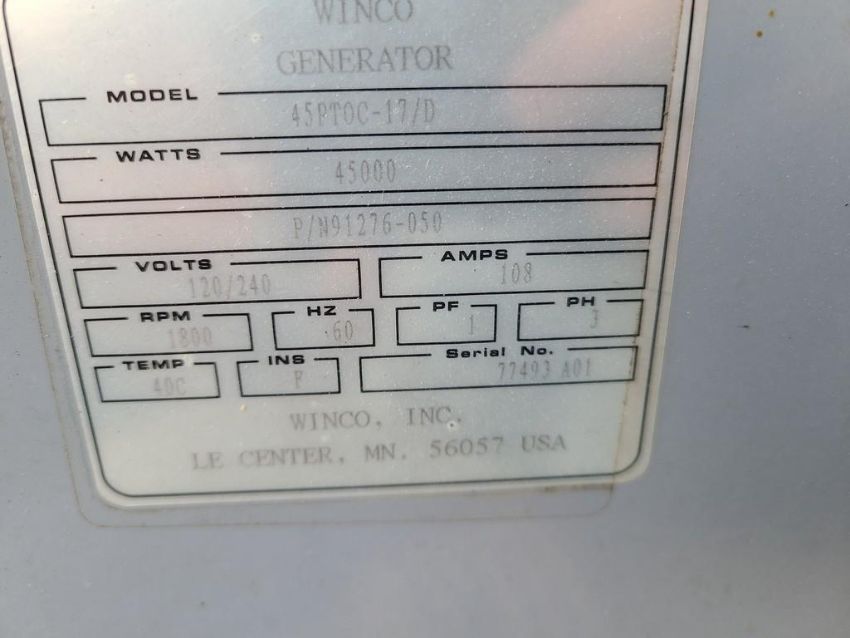 WINCO
GENERATOR
MODEL
45PTOC-17/D
WATTS
45000
P/N91276-050
VOLTS AMPS
120/240 108
RPM HZ PF PH
1800 60 1 3
TEMP INS Serial No.
40C F 77493 A01
WINCO, INC.
LE CENTER, MN. 56057 USA